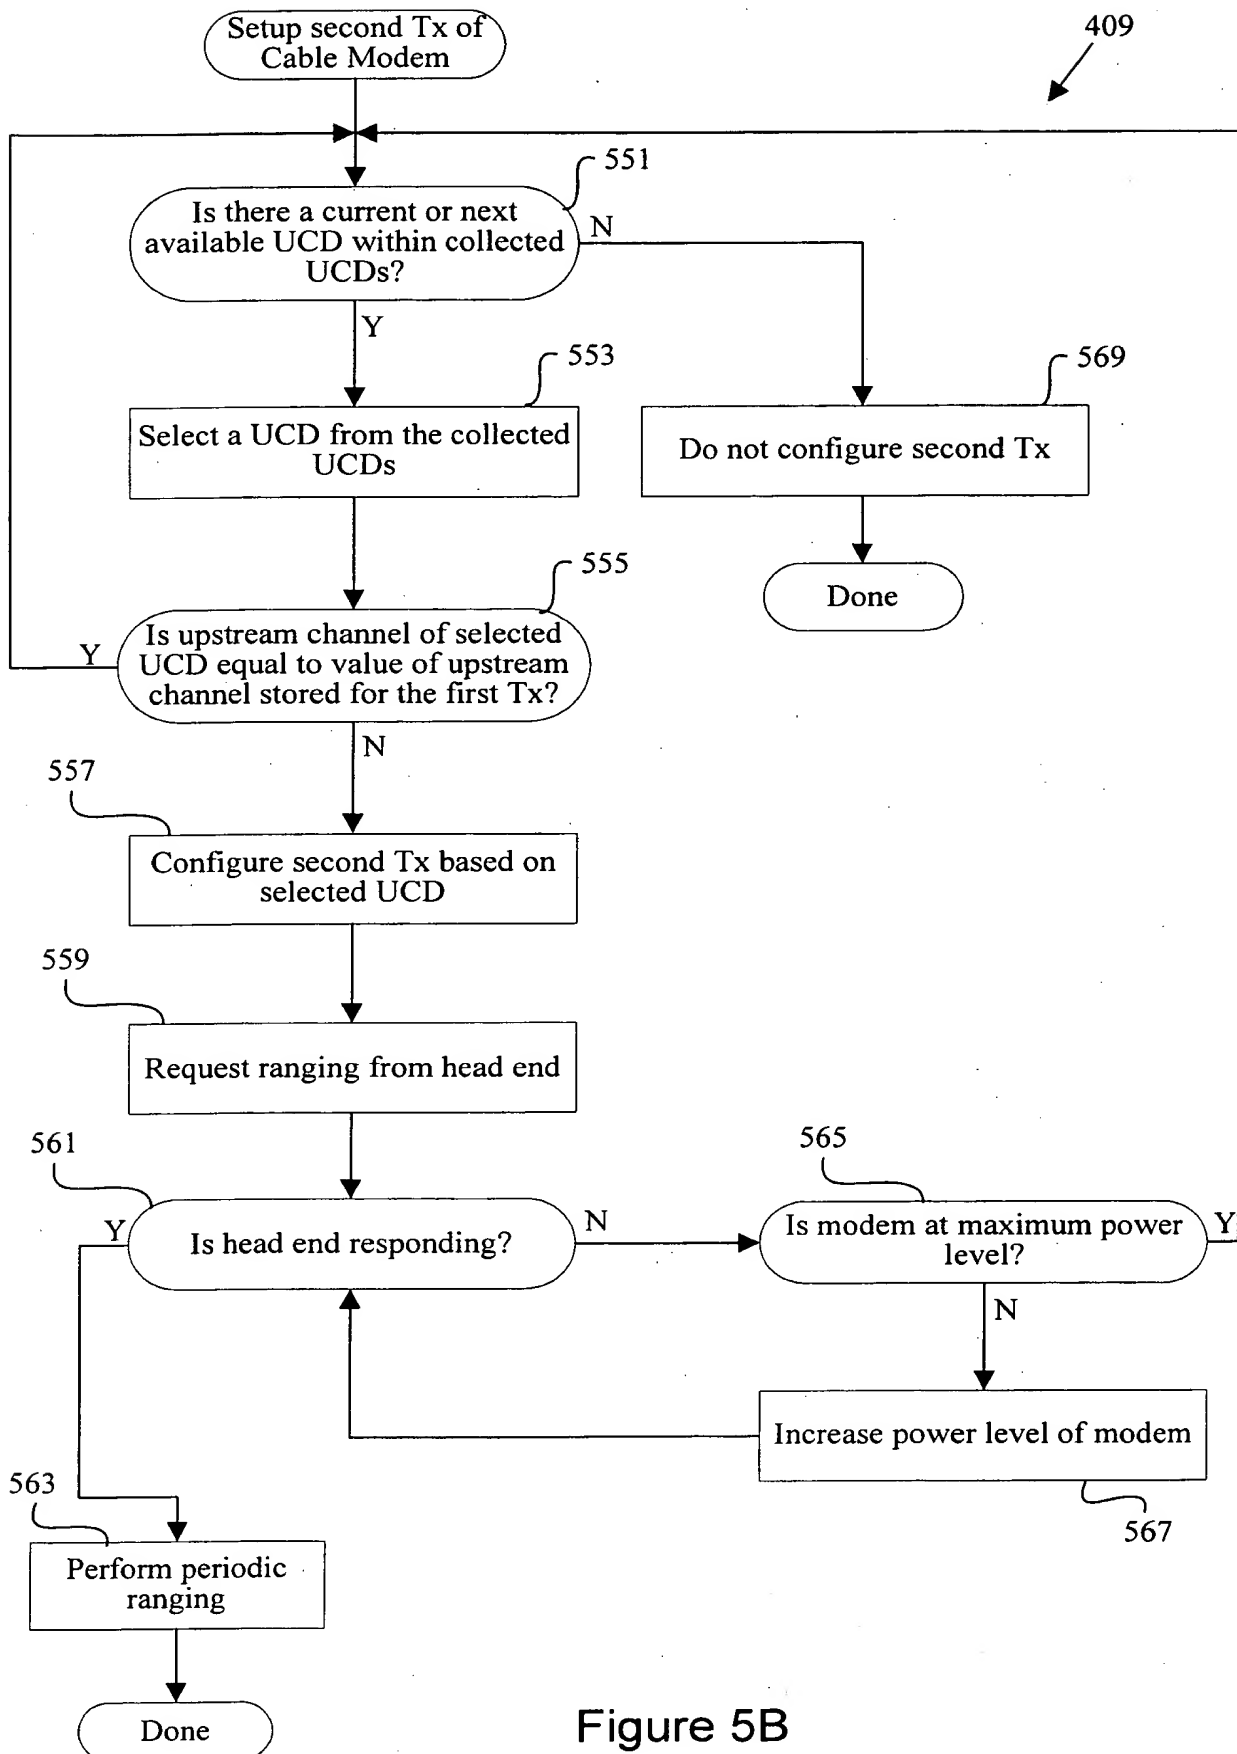 Setup second Tx of
Cable Modem
409
551
Is there a current or next
available UCD within collected
UCDs?
N
Y
553
569
Select a UCD from the collected
UCDs
Do not configure second Tx
555
Done
Is upstream channel of selected
UCD equal to value of upstream
channel stored for the first Tx?
Y
N
557
Configure second Tx based on
selected UCD
559
Request ranging from head end
561
565
Y
Is head end responding?
N
Is modem at maximum power
level?
Y
N
Increase power level of modem
563
567
Perform periodic
ranging
Done
Figure 5B